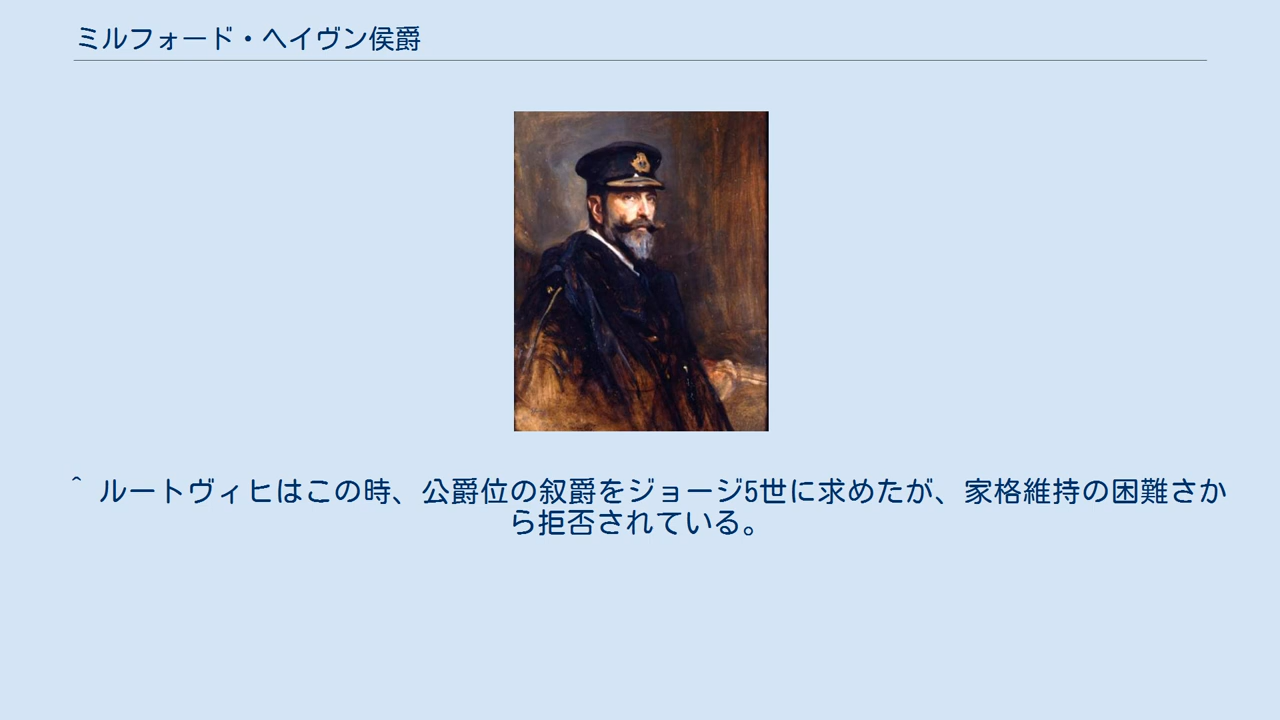 ミルフォード・ヘイヴン侯爵
^ ルートヴィヒはこの時、公爵位の叙爵をジョージ5世に求めたが、家格維持の困難さか
ら拒否されている。